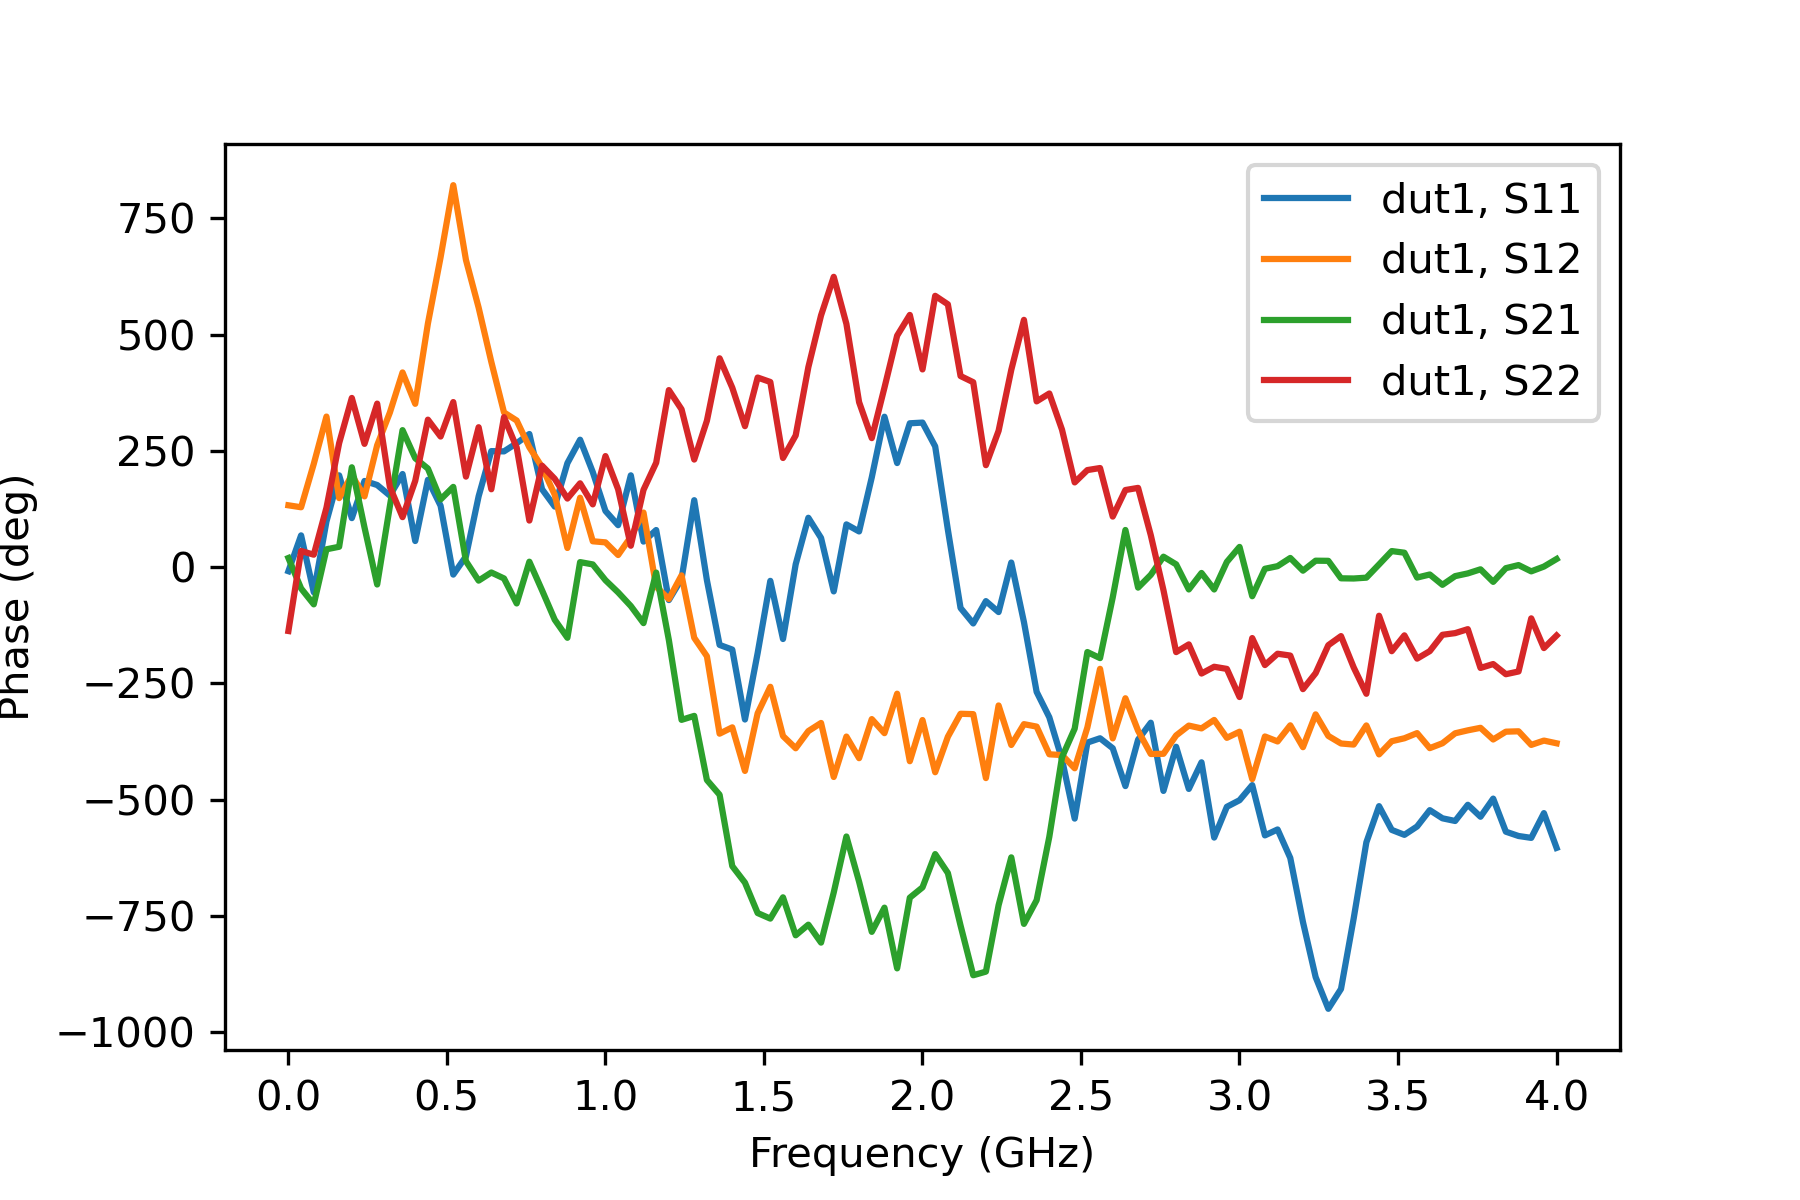 dut1, S11
dut1, S12
dut1, S21
dut1, S22
750
500
250
0
−250
−500
−750
−1000
Phase (deg)
0.0 0.5 1.0 1.5 2.0 2.5 3.0 3.5 4.0
Frequency (GHz)